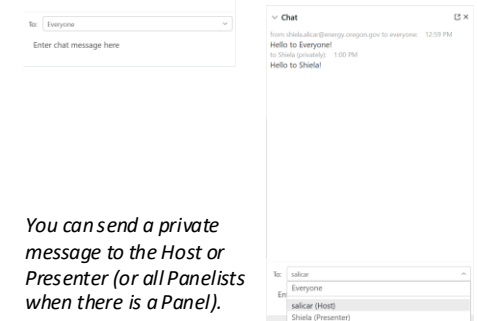 To: Everyone
Enter chat message here
Chat
from shiela.alicar@energy.oregon.gov to everyone: 12:59 PM
Hello to Everyone!
to Shiela (privately): 1:00 PM
Hello to Shiela!
You can send a private
message to the Host or
Presenter (or all Panelists
when there is a Panel).
To: salicar
Everyone
salicar (Host)
Shiela (Presenter)